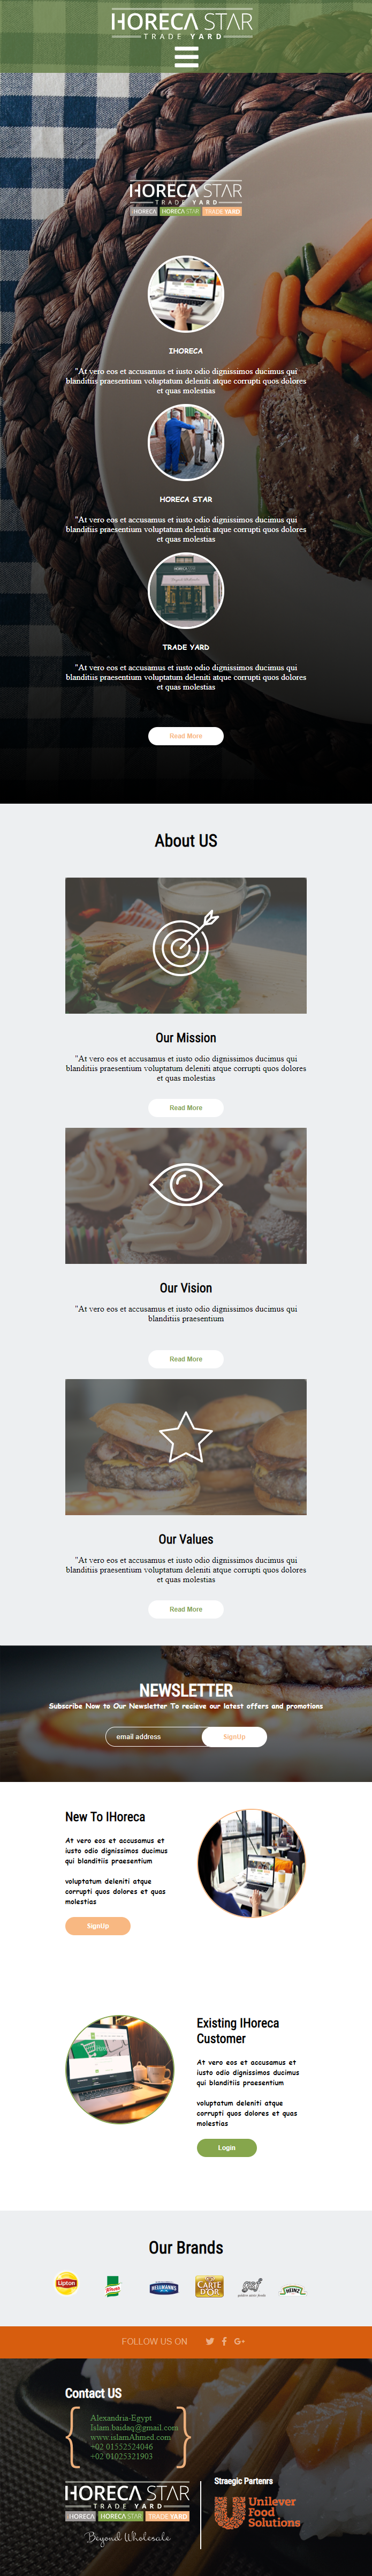 HORECA STAR
TRADE YARD
HORECA STAR
TRADE YARD
IHORECA HORECA STAR TRADE YARD
IHORECA
"At vero eos et accusamus et iusto odio dignissimos ducimus qui
blanditiis praesentium voluptatum deleniti atque corrupti quos dolores
et quas molestias
HORECA STAR
"At vero eos et accusamus et iusto odio dignissimos ducimus qui
blanditiis praesentium voluptatum deleniti atque corrupti quos dolores
et quas molestias
TRADE YARD
"At vero eos et accusamus et iusto odio dignissimos ducimus qui
blanditiis praesentium voluptatum deleniti atque corrupti quos dolores
et quas molestias
Read More
About US
Our Mission
"At vero eos et accusamus et iusto odio dignissimos ducimus qui
blanditiis praesentium voluptatum deleniti atque corrupti quos dolores
et quas molestias
Read More
Our Vision
"At vero eos et accusamus et iusto odio dignissimos ducimus qui
blanditiis praesentium
Read More
Our Values
"At vero eos et accusamus et iusto odio dignissimos ducimus qui
blanditiis praesentium voluptatum deleniti atque corrupti quos dolores
et quas molestias
Read More
NEWSLETTER
Subscribe Now to Our Newsletter To recieve our latest offers and promotions
email address SignUp
New To IHoreca
At vero eos et accusamus et
iusto odio dignissimos ducimus
qui blanditiis praesentium
voluptatum deleniti atque
corrupti quos dolores et quas
molestias
SignUp
Existing IHoreca
Customer
At vero eos et accusamus et
iusto odio dignissimos ducimus
qui blanditiis praesentium
voluptatum deleniti atque
corrupti quos dolores et quas
molestias
Login
Our Brands
Lipton Knorr HELLMANN'S CARTE D'OR gsf HEINZ
golden spice foods
FOLLOW US ON
Contact US
Alexandria-Egypt
Islam.baidaq@gmail.com
www.islamAhmed.com
+02 01552524046
+02 01025321903
HORECA STAR
TRADE YARD
IHORECA HORECA STAR TRADE YARD
Beyond Wholesale
Straegic Partenrs
Unilever
Food
Solutions